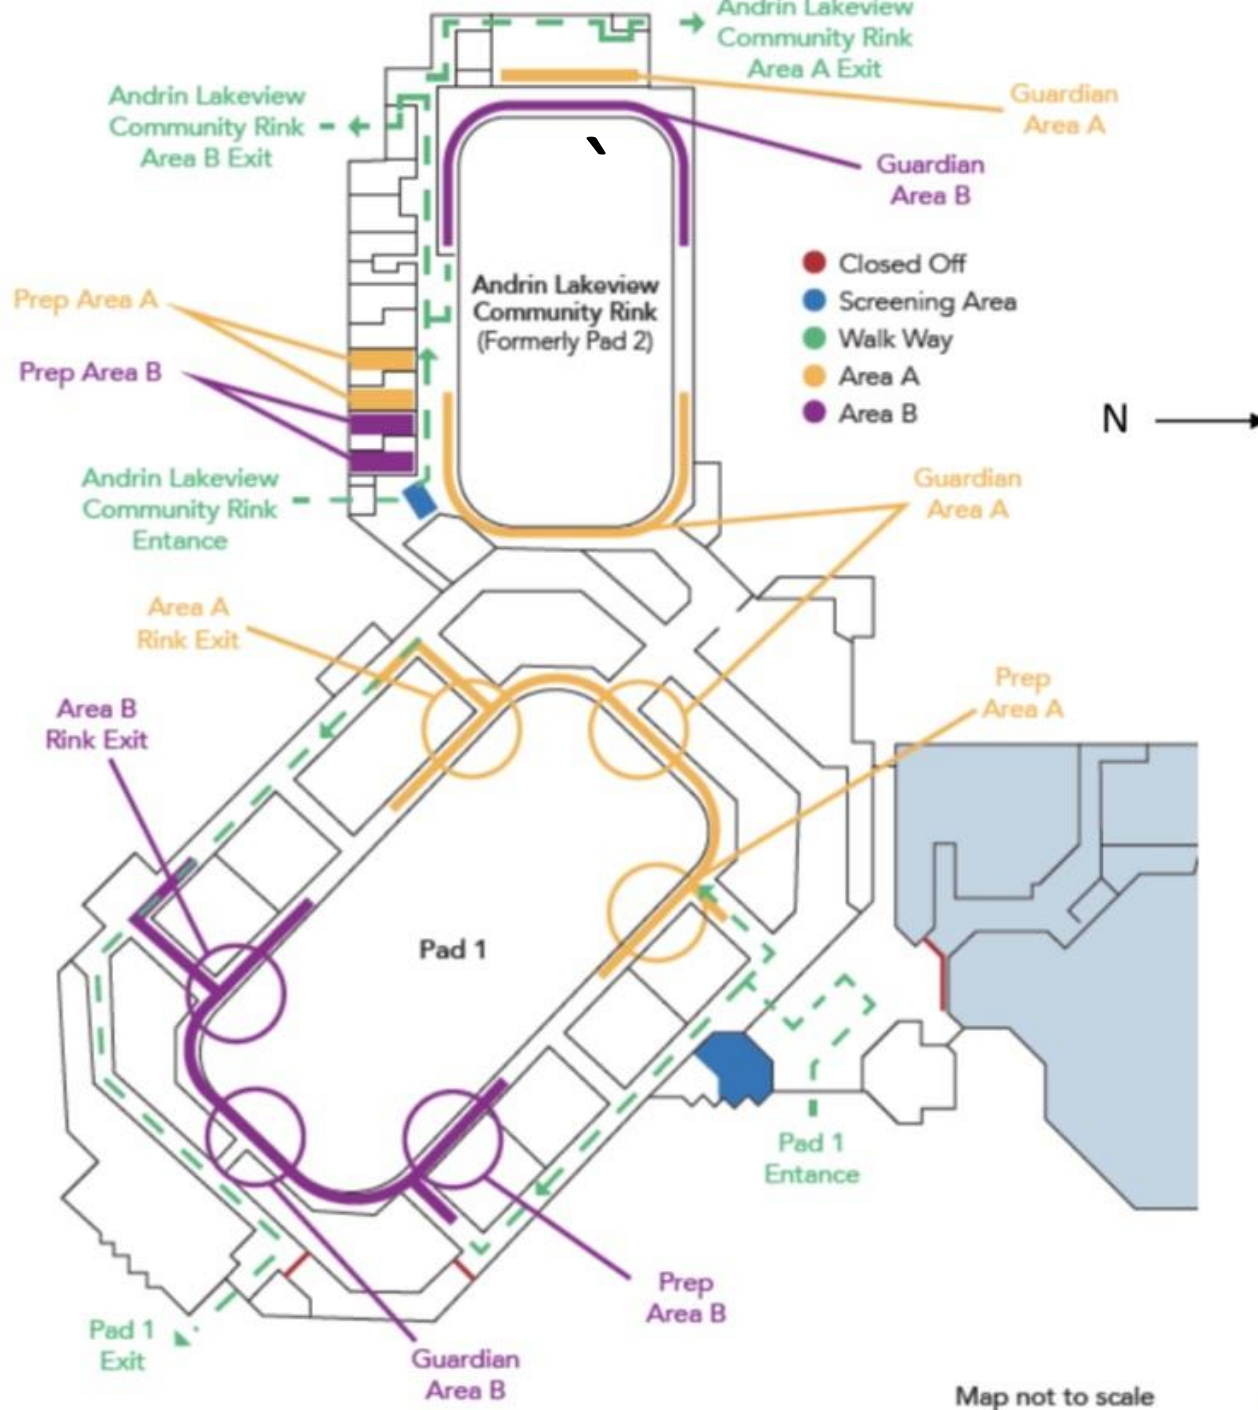 Andrin Lakeview
Community Rink
Area A Exit
Andrin Lakeview
Community Rink
Area B Exit
Guardian
Area A
Guardian
Area B
Andrin Lakeview
Community Rink
(Formerly Pad 2)
Closed Off
Screening Area
Walk Way
Area A
Area B
N
Prep Area A
Prep Area B
Andrin Lakeview
Community Rink
Entance
Guardian
Area A
Area A
Rink Exit
Prep
Area A
Area B
Rink Exit
Pad 1
Pad 1
Entance
Prep
Area B
Pad 1
Exit
Guardian
Area B
Map not to scale